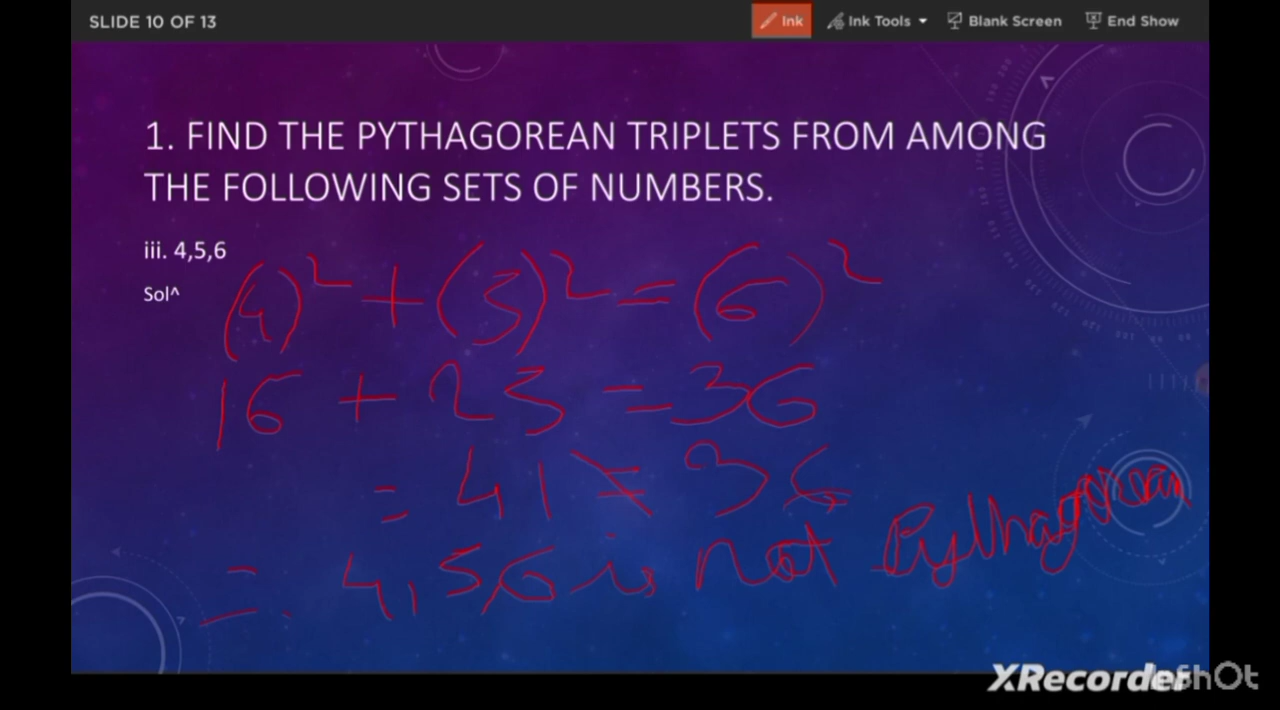 SLIDE 10 OF 13 Ink Ink Tools Blank Screen End Show
1. FIND THE PYTHAGOREAN TRIPLETS FROM AMONG
THE FOLLOWING SETS OF NUMBERS.
iii. 4,5,6
Sol^
(4)² + (5)² = (6)²
16 + 25 = 36
= 41 ≠ 36
= 4,5,6 is not Pythagorean
XRecorder